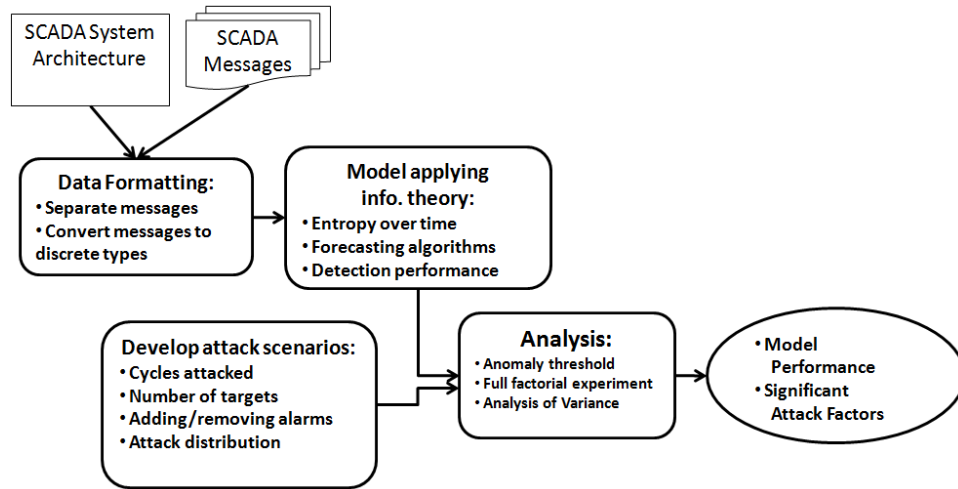 SCADA System
Architecture
SCADA
Messages
Data Formatting:
• Separate messages
• Convert messages to
discrete types
Model applying
info. theory:
• Entropy over time
• Forecasting algorithms
• Detection performance
Develop attack scenarios:
• Cycles attacked
• Number of targets
• Adding/removing alarms
• Attack distribution
Analysis:
• Anomaly threshold
• Full factorial experiment
• Analysis of Variance
• Model
Performance
• Significant
Attack Factors